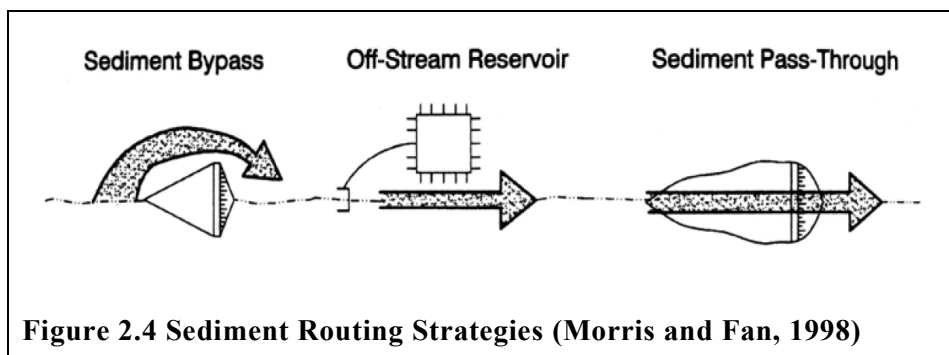 Sediment Bypass Off-Stream Reservoir Sediment Pass-Through
Figure 2.4 Sediment Routing Strategies (Morris and Fan, 1998)